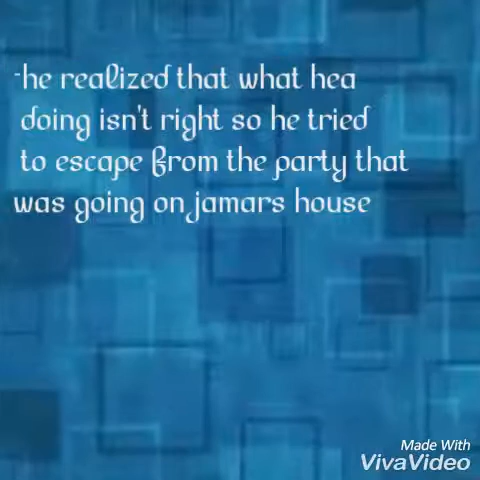 -he realized that what hea
doing isn't right so he tried
to escape from the party that
was going on jamars house
Made With
VivaVideo